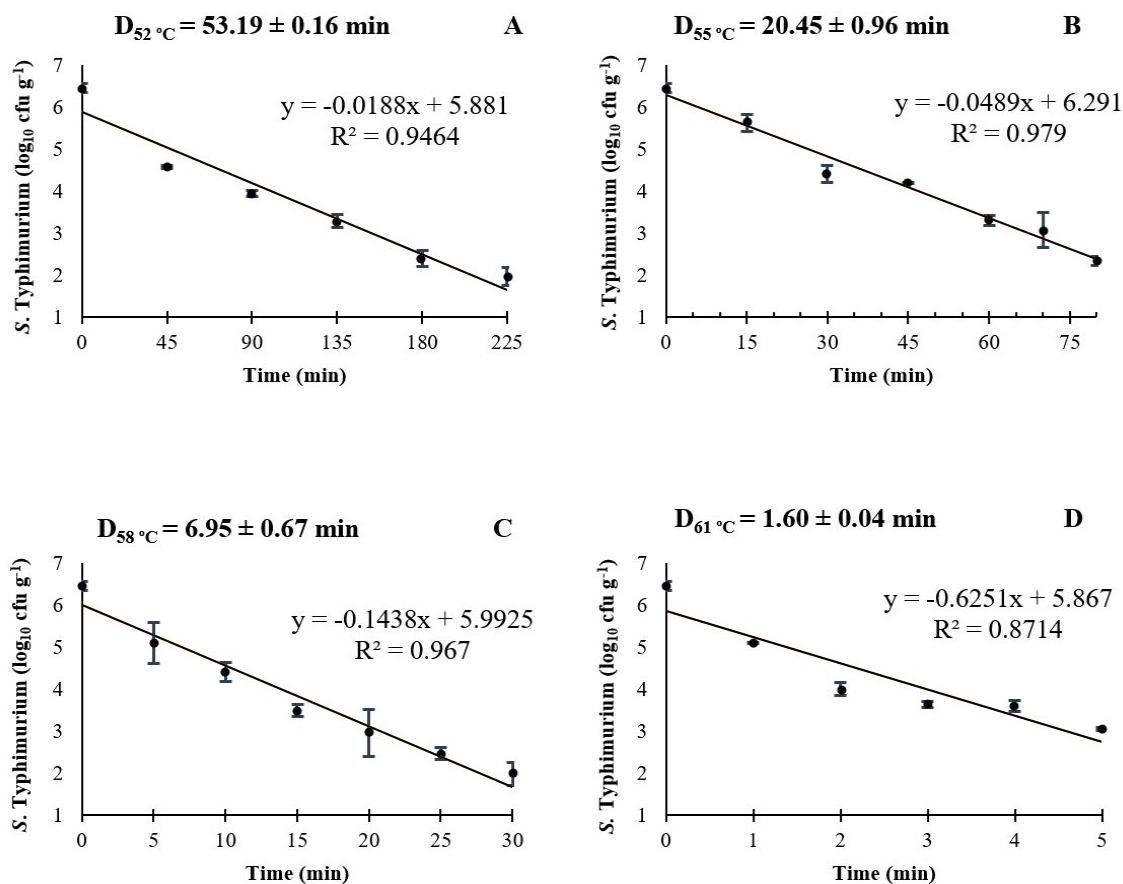 D52 ºC = 53.19 ± 0.16 min
A
S. Typhimurium (log10 cfu g-1)
7
6
5
4
3
2
1
y = -0.0188x + 5.881
R² = 0.9464
0 45 90 135 180 225
Time (min)
D55 ºC = 20.45 ± 0.96 min
B
S. Typhimurium (log10 cfu g-1)
7
6
5
4
3
2
1
y = -0.0489x + 6.291
R² = 0.979
0 15 30 45 60 75
Time (min)
D58 ºC = 6.95 ± 0.67 min
C
S. Typhimurium (log10 cfu g-1)
7
6
5
4
3
2
1
y = -0.1438x + 5.9925
R² = 0.967
0 5 10 15 20 25 30
Time (min)
D61 ºC = 1.60 ± 0.04 min
D
S. Typhimurium (log10 cfu g-1)
7
6
5
4
3
2
1
y = -0.6251x + 5.867
R² = 0.8714
0 1 2 3 4 5
Time (min)